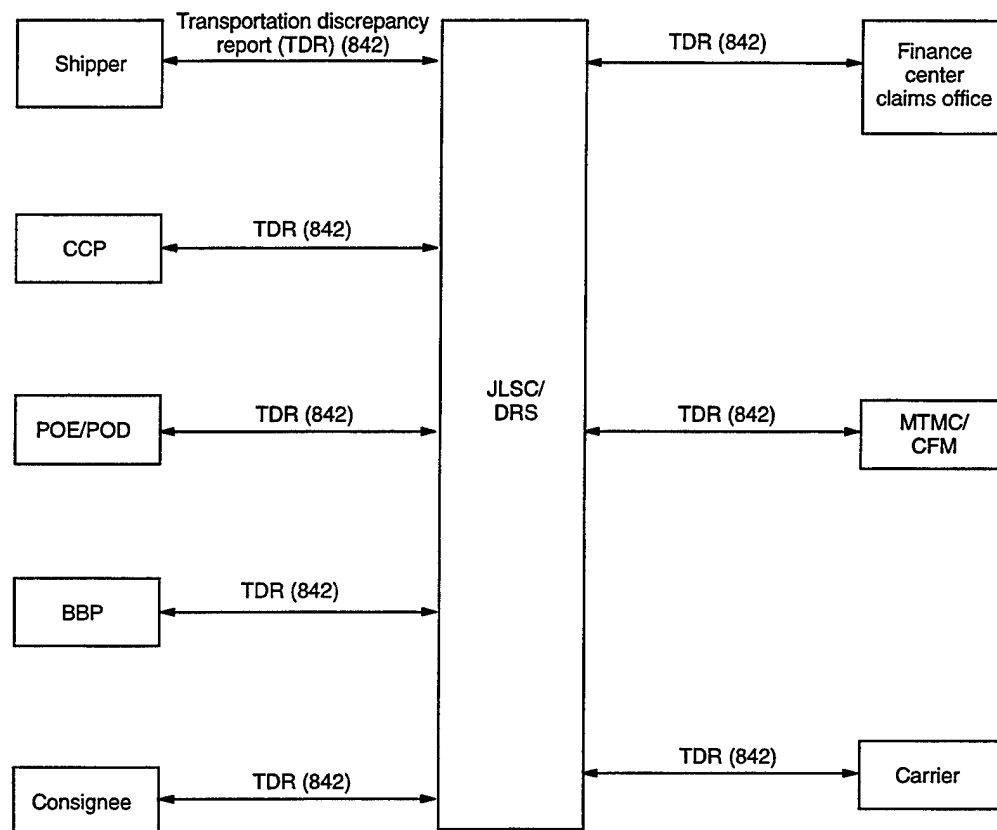 Transportation discrepancy
report (TDR) (842)
Shipper
TDR (842)
Finance
center
claims office
CCP
TDR (842)
JLSC/
DRS
POE/POD
TDR (842)
TDR (842)
MTMC/
CFM
BBP
TDR (842)
Consignee
TDR (842)
TDR (842)
Carrier